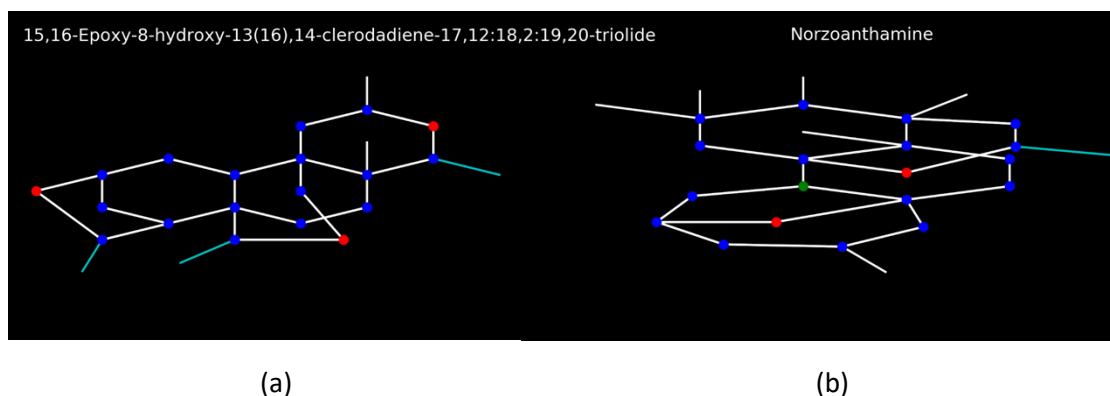 15,16-Epoxy-8-hydroxy-13(16),14-clerodadiene-17,12:18,2:19,20-triolide
Norzoanthamine
(a)
(b)